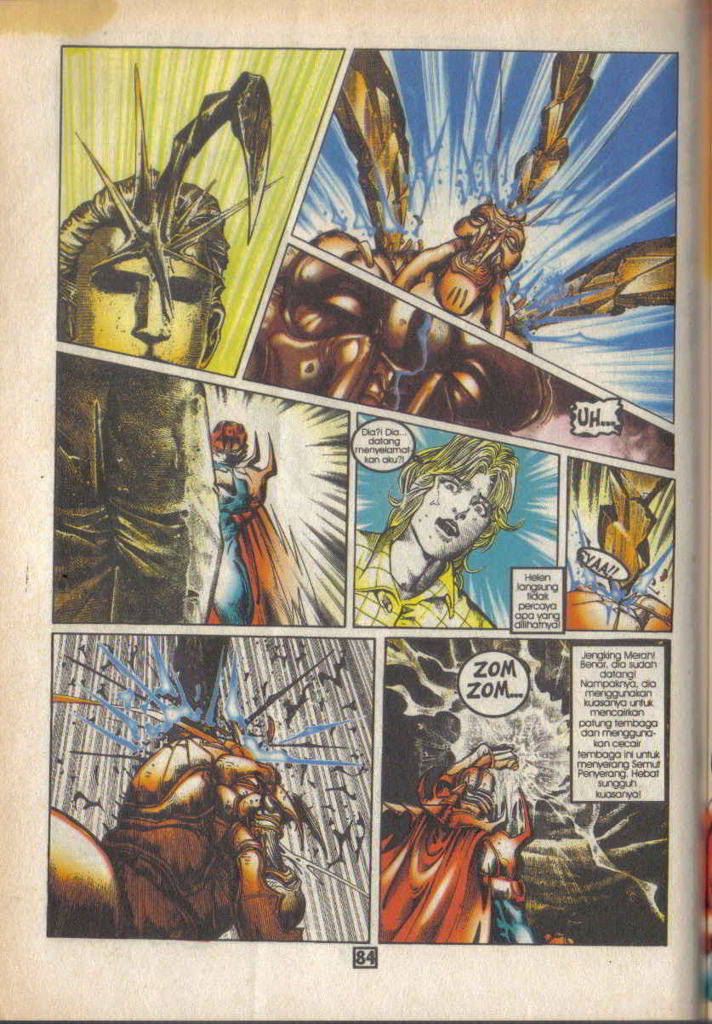 UH...
Dia?! Dia...
datang
menyelamat-
kan aku?!
Helen
langsung
tidak
percaya
apa yang
dilihatnya!
YAA!!
ZOM
ZOM...
Jengking Merah!
Benar, dia sudah
datang!
Nampaknya, dia
menggunakan
kuasanya untuk
mencairkan
patung tembaga
dan mengguna-
kan cecair
tembaga ini untuk
menyerang Semut
Penyerang. Hebat
sungguh
kuasanya!
84